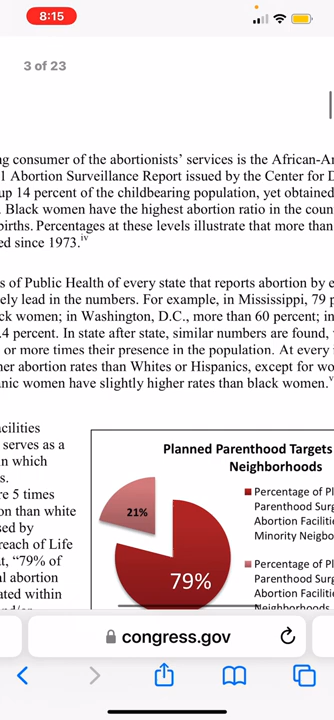 8:15
3 of 23
ng consumer of the abortionists’ services is the African-Am
1 Abortion Surveillance Report issued by the Center for D
up 14 percent of the childbearing population, yet obtained
. Black women have the highest abortion ratio in the coun
births. Percentages at these levels illustrate that more than
ed since 1973.iv
s of Public Health of every state that reports abortion by e
ely lead in the numbers. For example, in Mississippi, 79 p
ck women; in Washington, D.C., more than 60 percent; in
.4 percent. In state after state, similar numbers are found,
or more times their presence in the population. At every
her abortion rates than Whites or Hispanics, except for wo
anic women have slightly higher rates than black women.v
cilities
serves as a
n which
s.
re 5 times
on than white
sed by
reach of Life
t, “79% of
al abortion
ated within
Planned Parenthood Targets
Neighborhoods
21%
79%
Percentage of Pl
Parenthood Surg
Abortion Faciliti
Minority Neigbo
Percentage of Pl
Parenthood Surg
Abortion Faciliti
Neighborhoods
congress.gov